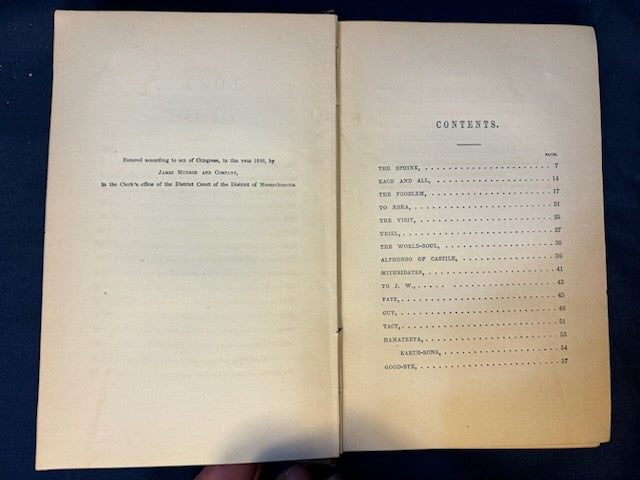 Entered according to act of Congress, in the year 1846, by
JAMES MUNROE AND COMPANY,
In the Clerk's office of the District Court of the District of Massachusetts.
CONTENTS.
PAGE.
THE SPHINX, 7
EACH AND ALL, 14
THE PROBLEM, 17
TO RHEA, 21
THE VISIT, 25
URIEL, 27
THE WORLD-SOUL, 30
ALPHONSO OF CASTILE, 36
MITHRIDATES, 41
TO J. W., 43
FATE, 45
GUY, 48
TACT, 51
HAMATREYA, 53
EARTH-SONG, 54
GOOD-BYE, 57